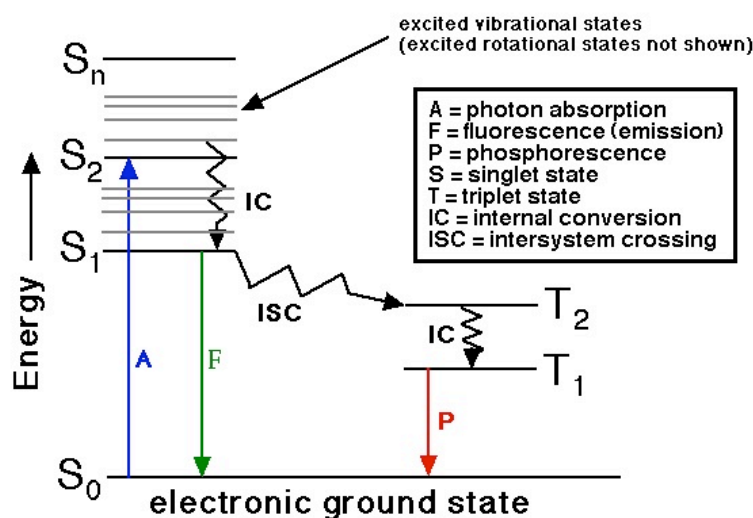 excited vibrational states
(excited rotational states not shown)
Sn
A = photon absorption
F = fluorescence (emission)
P = phosphorescence
S = singlet state
T = triplet state
IC = internal conversion
ISC = intersystem crossing
S2
IC
S1
ISC
T2
IC
T1
Energy
A
F
P
S0
electronic ground state